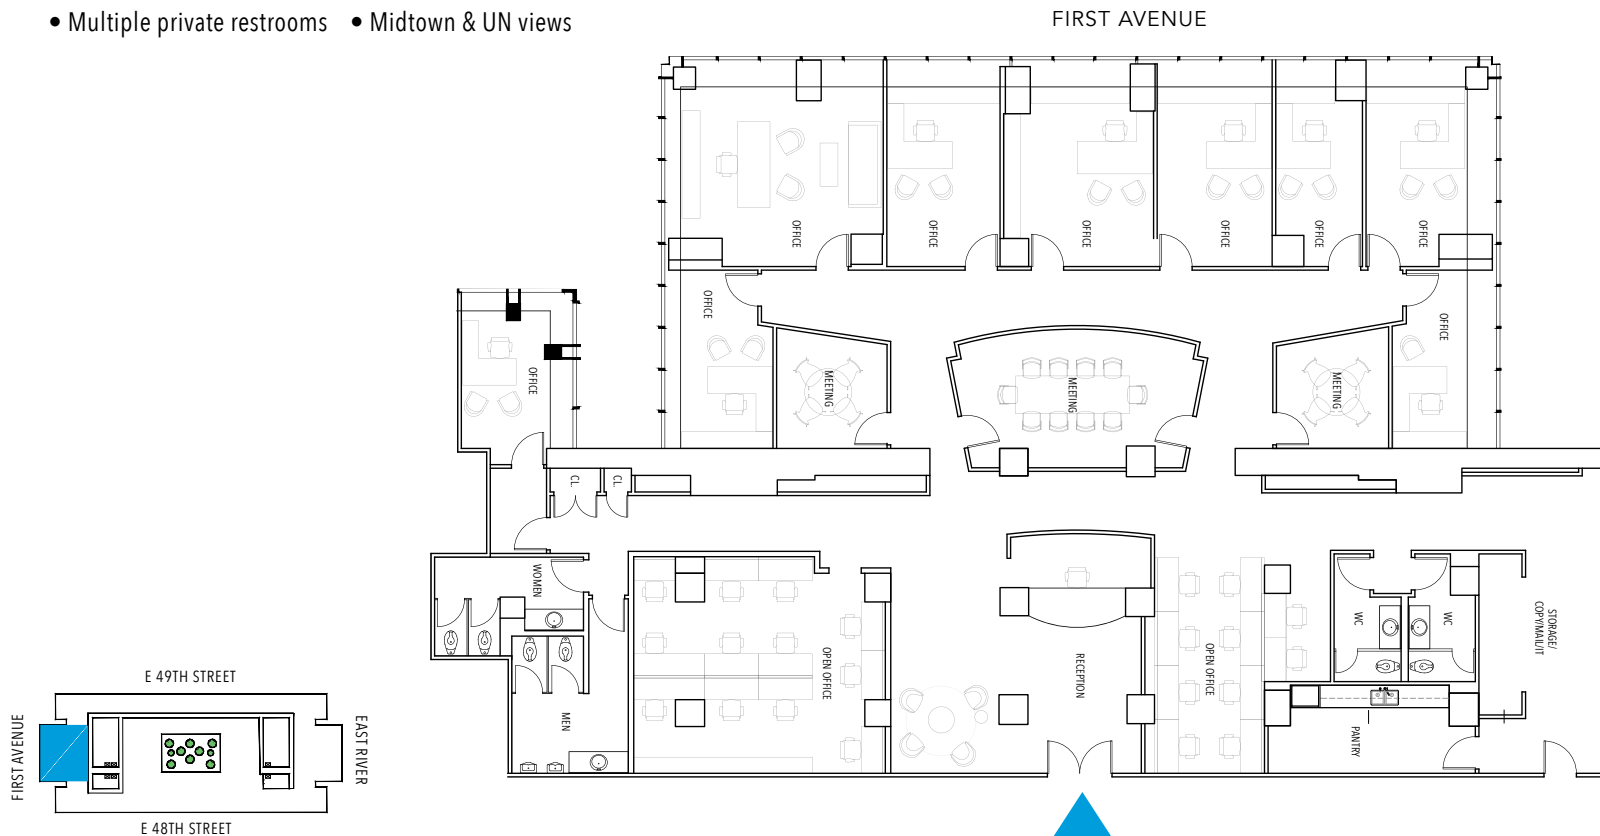 • Multiple private restrooms • Midtown & UN views
FIRST AVENUE
OFFICE
OFFICE
OFFICE
OFFICE
OFFICE
OFFICE
OFFICE
OFFICE
OFFICE
MEETING
MEETING
MEETING
CL.
CL.
WOMEN
MEN
OPEN OFFICE
RECEPTION
OPEN OFFICE
WC
WC
STORAGE/
COPY/MAIL/IT
PANTRY
E 49TH STREET
FIRST AVENUE
EAST RIVER
E 48TH STREET